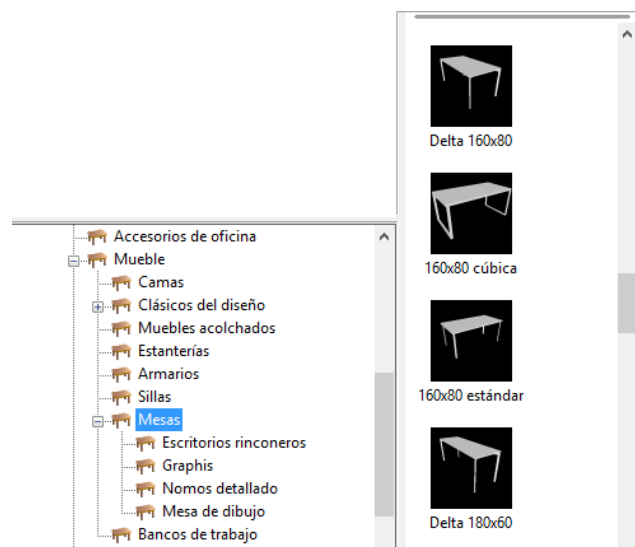 Delta 160x80
160x80 cúbica
160x80 estándar
Delta 180x60
Accesorios de oficina
Mueble
Camas
Clásicos del diseño
Muebles acolchados
Estanterías
Armarios
Sillas
Mesas
Escritorios rinconeros
Graphis
Nomos detallado
Mesa de dibujo
Bancos de trabajo